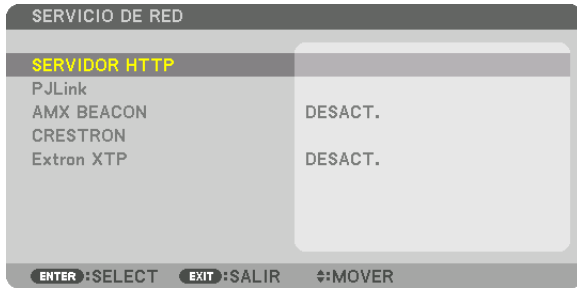 SERVICIO DE RED
SERVIDOR HTTP
PJLink
AMX BEACON DESACT.
CRESTRON
Extron XTP DESACT.
ENTER :SELECT EXIT :SALIR :MOVER